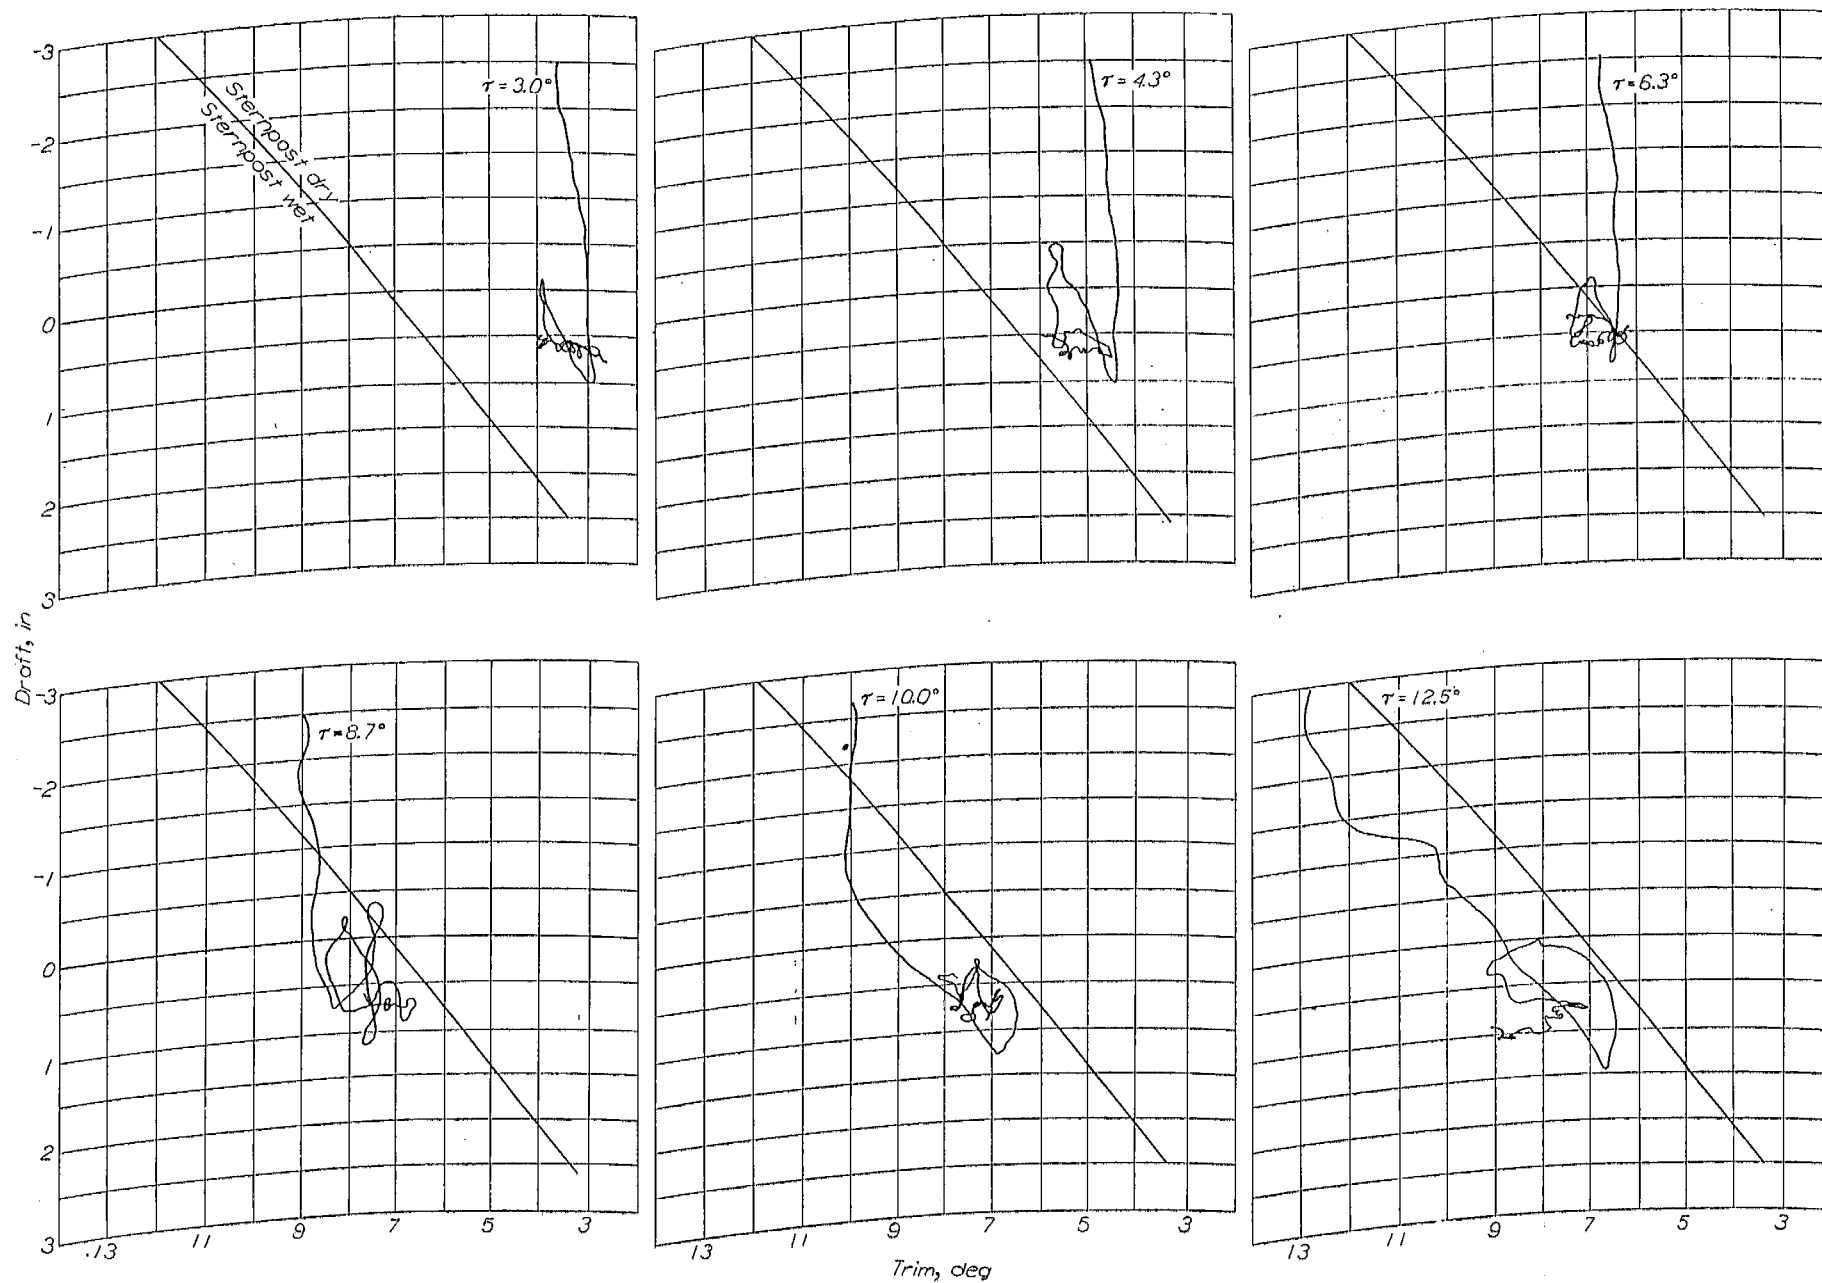 -3
-2
-1
0
1
2
3
Sternpost dry
Sternpost wet
τ = 3.0°
τ = 4.3°
τ = 6.3°
Draft, in
-3
-2
-1
0
1
2
3
τ = 8.7°
τ = 10.0°
τ = 12.5°
13 11 9 7 5 3
13 11 9 7 5 3
13 11 9 7 5 3
Trim, deg